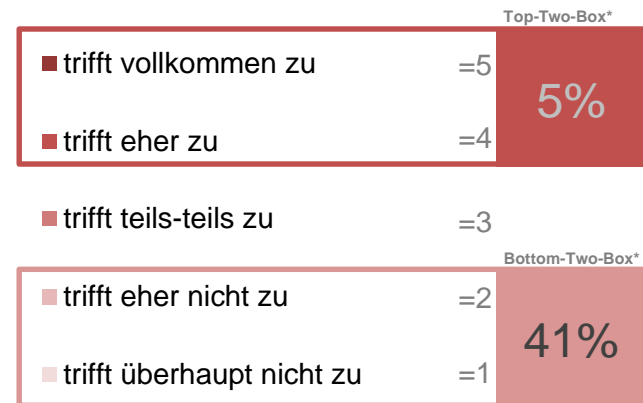 Top-Two-Box*
trifft vollkommen zu =5
5%
trifft eher zu =4
trifft teils-teils zu =3
Bottom-Two-Box*
trifft eher nicht zu =2
41%
trifft überhaupt nicht zu =1